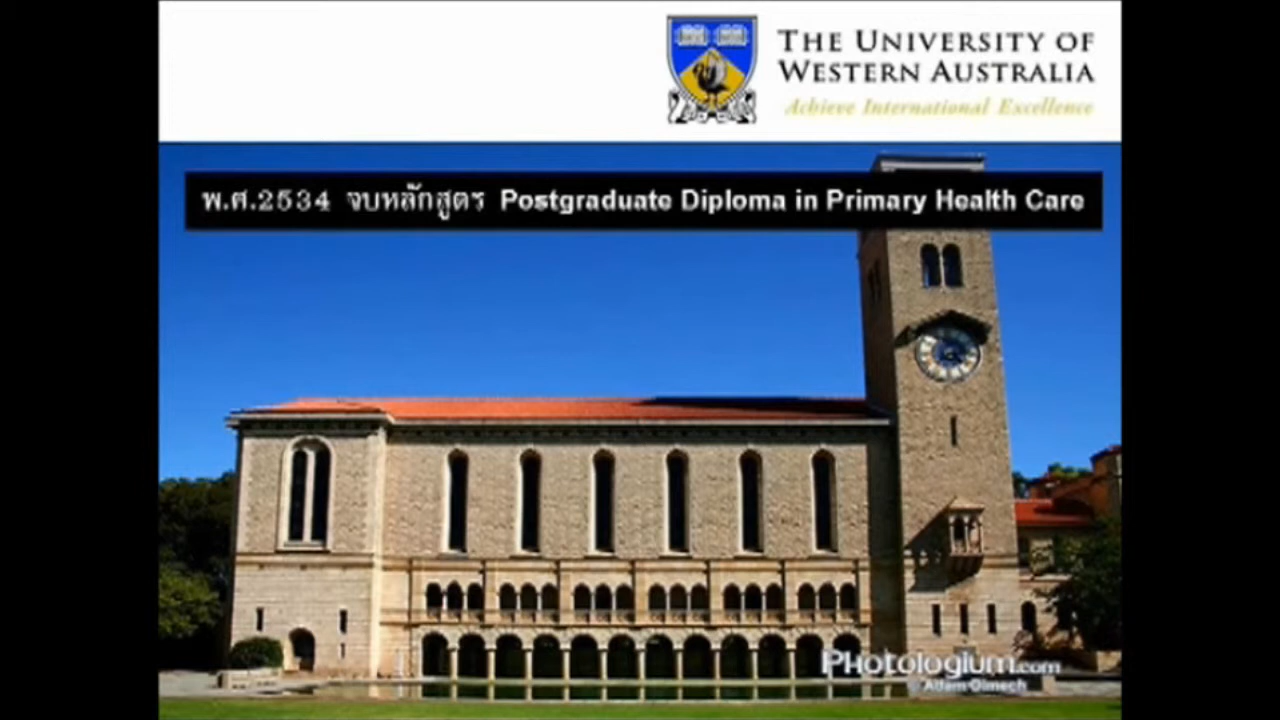 THE UNIVERSITY OF
WESTERN AUSTRALIA
Achieve International Excellence
พ.ศ.2534 จบหลักสูตร Postgraduate Diploma in Primary Health Care
PHotologium.com
© Adam Dimech